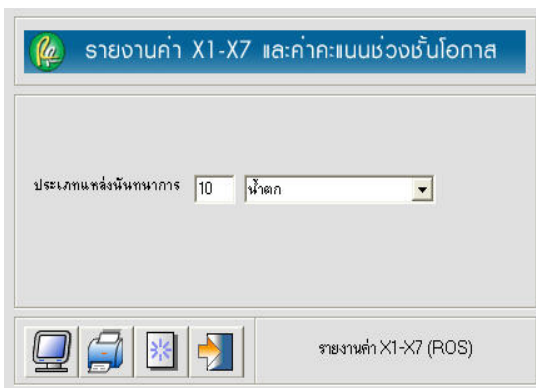 รายงานค่า X1-X7 และค่าคะแนนช่วงชั้นโอกาส
ประเภทแหล่งนันทนาการ 10 น้ำตก
รายงานค่า X1-X7 (ROS)